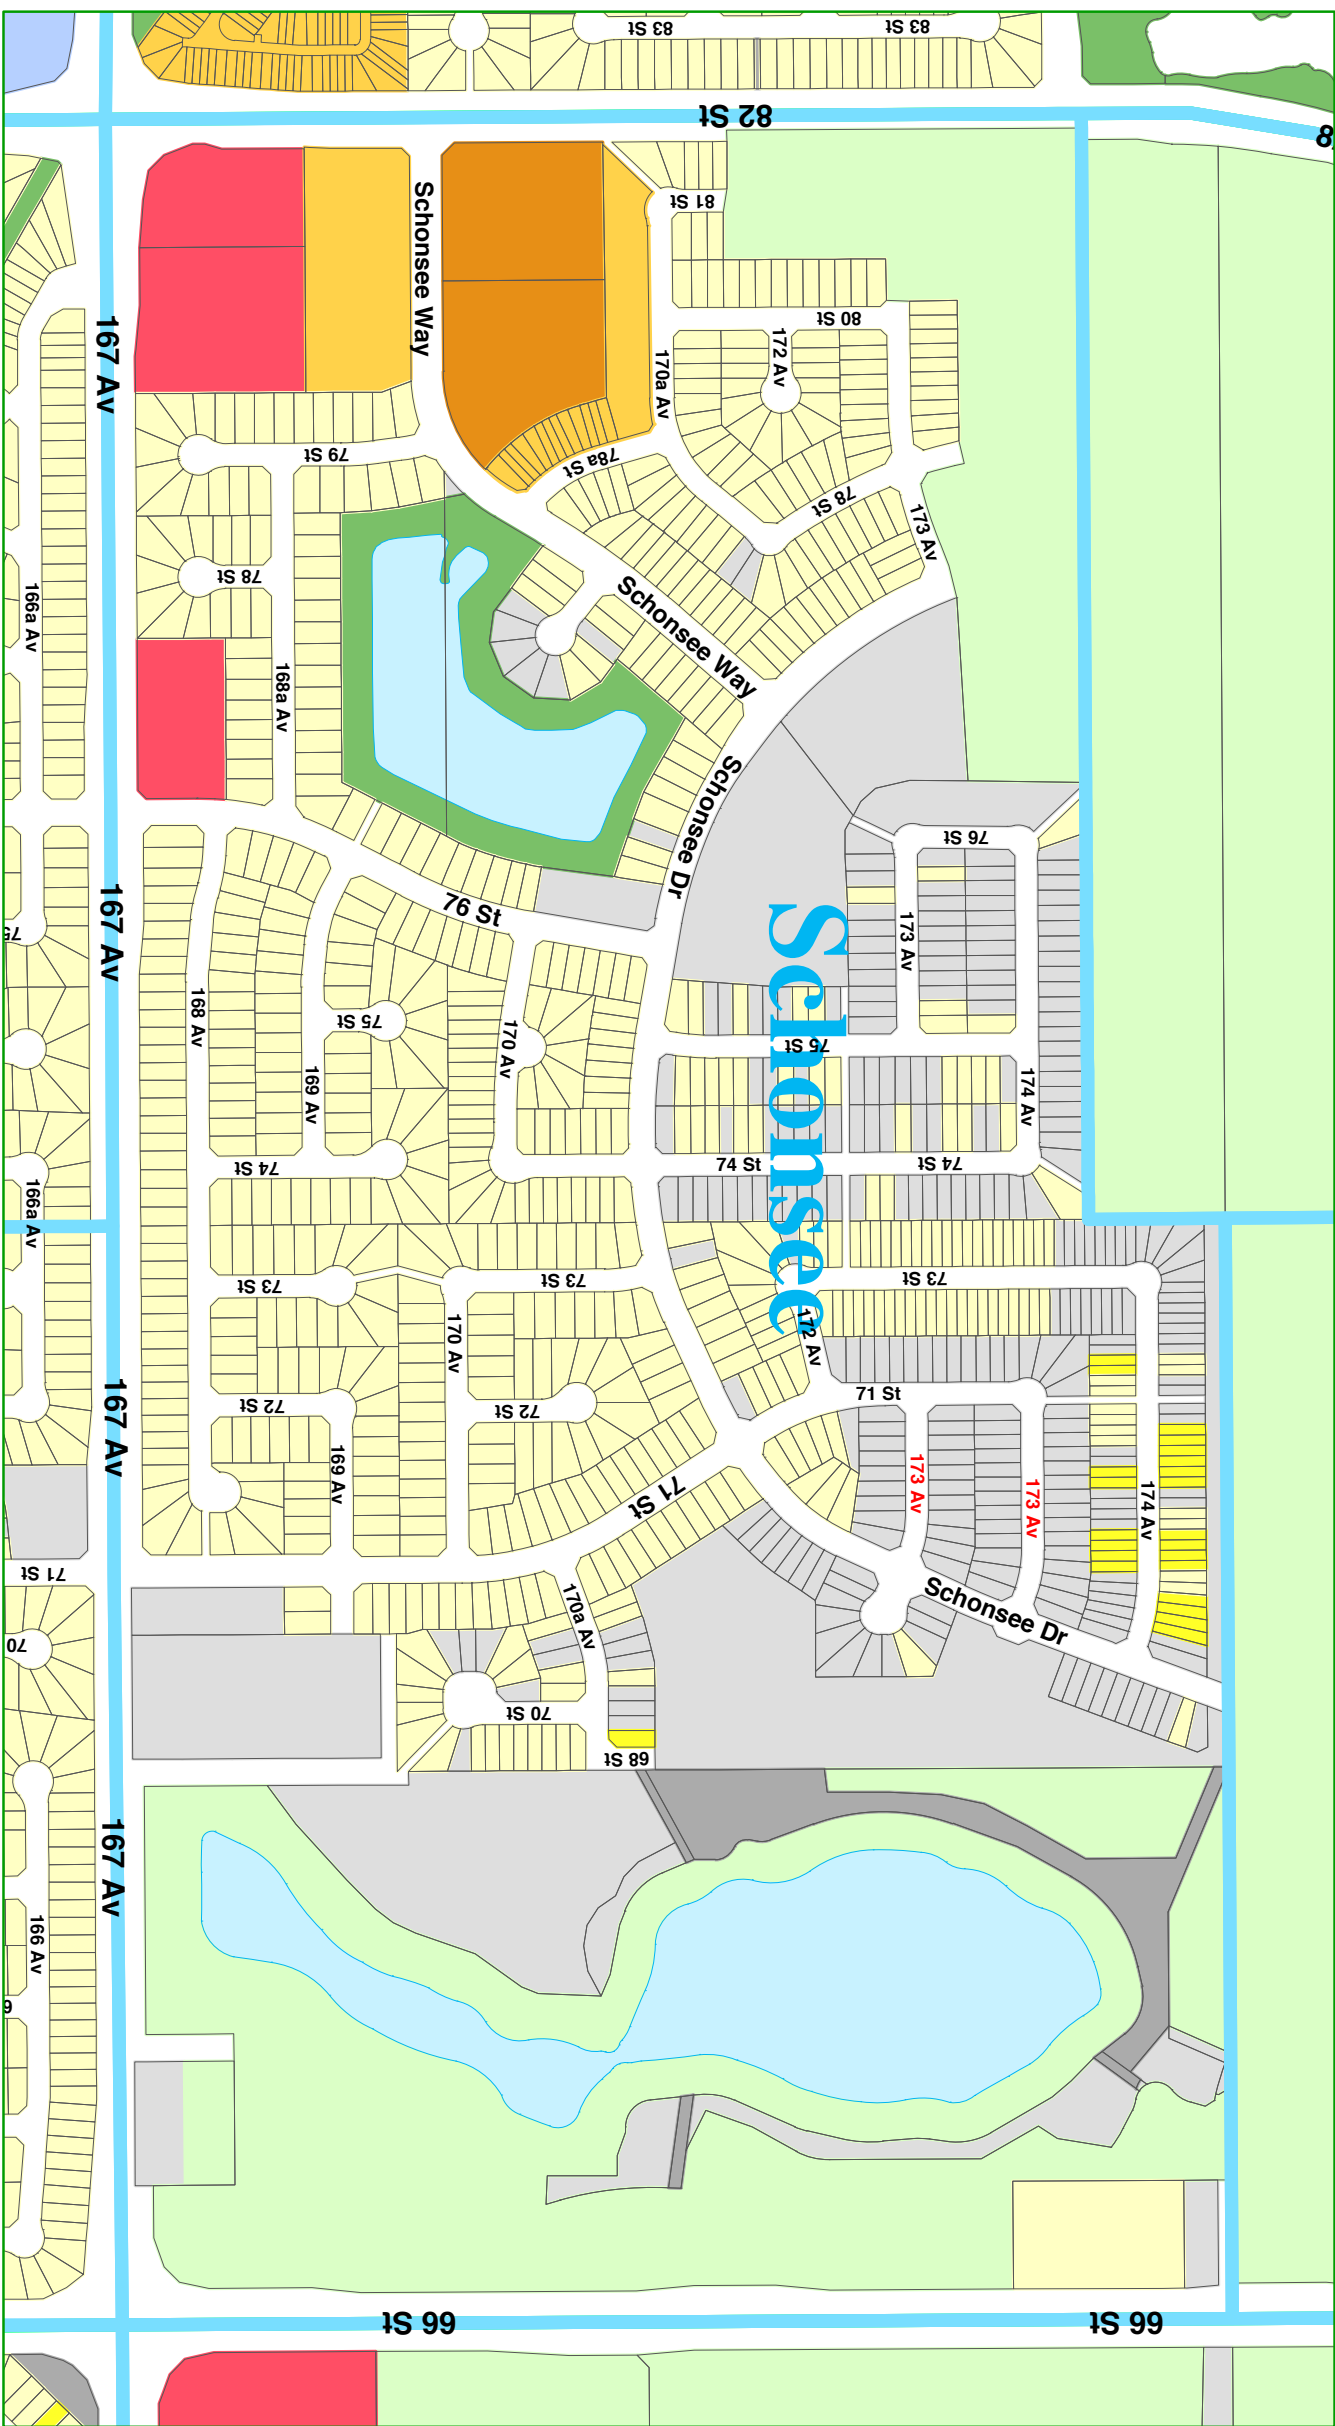 83 St
83 St
82 St
Schonsee Way
81 St
167 Av
80 St
172 Av
170a Av
79 St
78a St
78 St
173 Av
166a Av
78 St
Schonsee Way
168a Av
Schonsee Dr
76 St
76 St
167 Av
Schonsee
173 Av
75
168 Av
75 St
170 Av
75 St
169 Av
174 Av
74 St
74 St
74 St
166a Av
73 St
73 St
73 St
170 Av
172 Av
167 Av
71 St
72 St
72 St
169 Av
71 St
173 Av
173 Av
174 Av
71 St
Schonsee Dr
170a Av
70
70 St
68 St
167 Av
166 Av
66 St
66 St